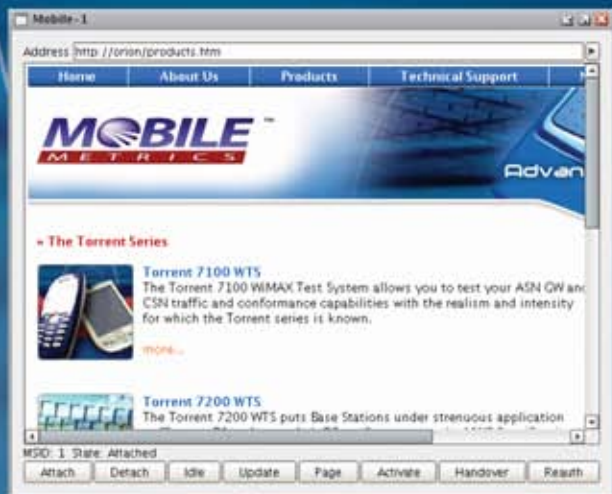 Mobile-1
Address http://orion/products.htm
Home About Us Products Technical Support
MOBILE ™
METRICS
Advan
» The Torrent Series
Torrent 7100 WTS
The Torrent 7100 WiMAX Test System allows you to test your ASN GW and
CSN traffic and conformance capabilities with the realism and intensity
for which the Torrent series is known.
more...
Torrent 7200 WTS
The Torrent 7200 WTS puts Base Stations under strenuous application
MSID: 1 State: Attached
Attach Detach Idle Update Page Activate Handover Reauth